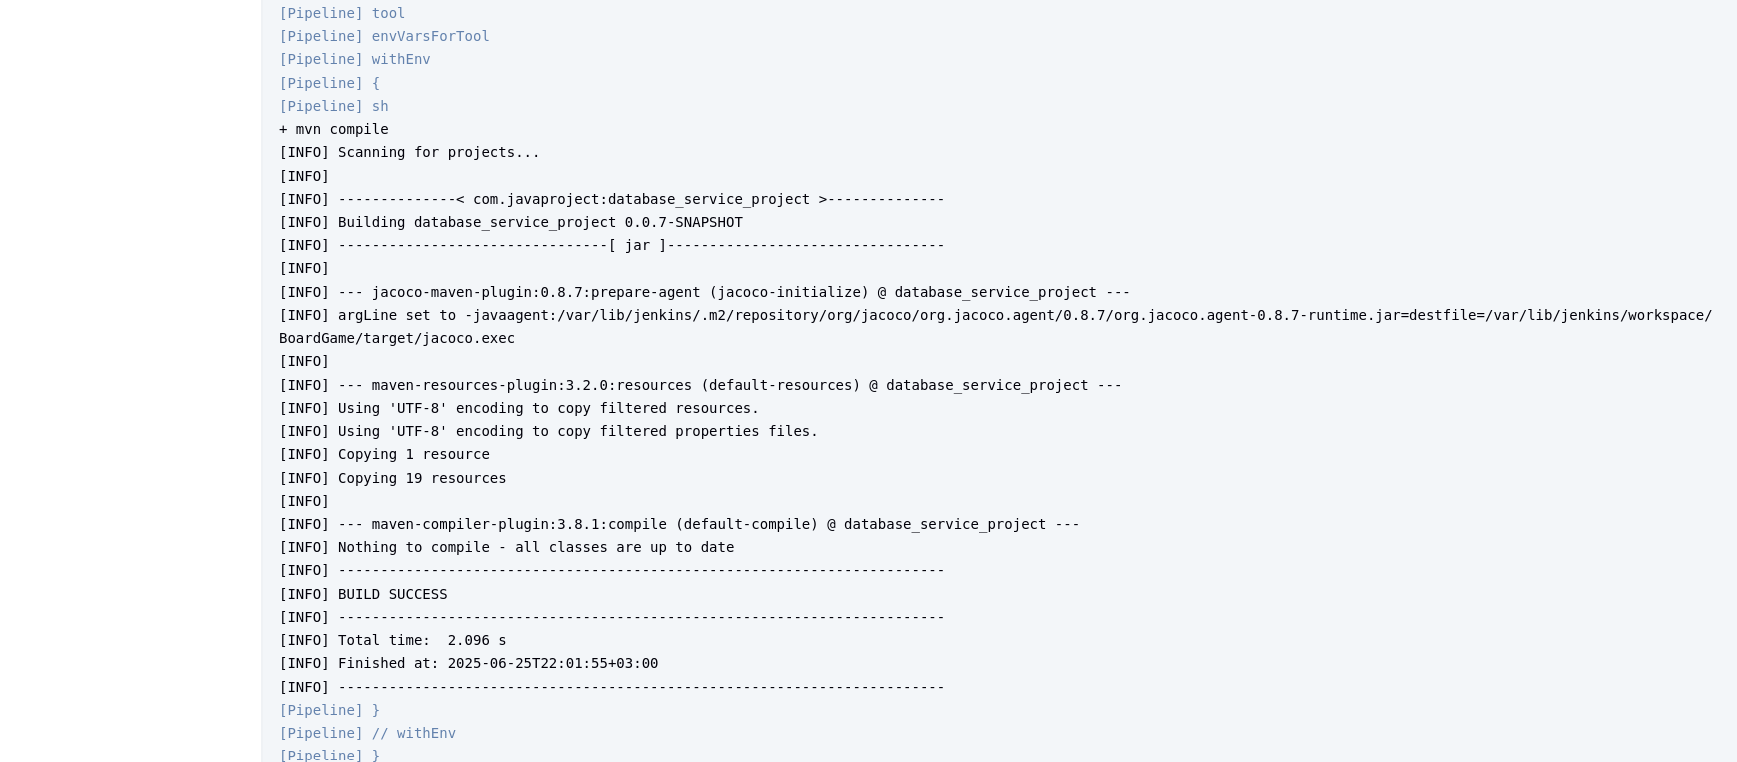 [Pipeline] tool
[Pipeline] envVarsForTool
[Pipeline] withEnv
[Pipeline] {
[Pipeline] sh
+ mvn compile
[INFO] Scanning for projects...
[INFO]
[INFO] --------------< com.javaproject:database_service_project >--------------
[INFO] Building database_service_project 0.0.7-SNAPSHOT
[INFO] --------------------------------[ jar ]---------------------------------
[INFO]
[INFO] --- jacoco-maven-plugin:0.8.7:prepare-agent (jacoco-initialize) @ database_service_project ---
[INFO] argLine set to -javaagent:/var/lib/jenkins/.m2/repository/org/jacoco/org.jacoco.agent/0.8.7/org.jacoco.agent-0.8.7-runtime.jar=destfile=/var/lib/jenkins/workspace/
BoardGame/target/jacoco.exec
[INFO]
[INFO] --- maven-resources-plugin:3.2.0:resources (default-resources) @ database_service_project ---
[INFO] Using 'UTF-8' encoding to copy filtered resources.
[INFO] Using 'UTF-8' encoding to copy filtered properties files.
[INFO] Copying 1 resource
[INFO] Copying 19 resources
[INFO]
[INFO] --- maven-compiler-plugin:3.8.1:compile (default-compile) @ database_service_project ---
[INFO] Nothing to compile - all classes are up to date
[INFO] ------------------------------------------------------------------------
[INFO] BUILD SUCCESS
[INFO] ------------------------------------------------------------------------
[INFO] Total time:  2.096 s
[INFO] Finished at: 2025-06-25T22:01:55+03:00
[INFO] ------------------------------------------------------------------------
[Pipeline] }
[Pipeline] // withEnv
[Pipeline] }